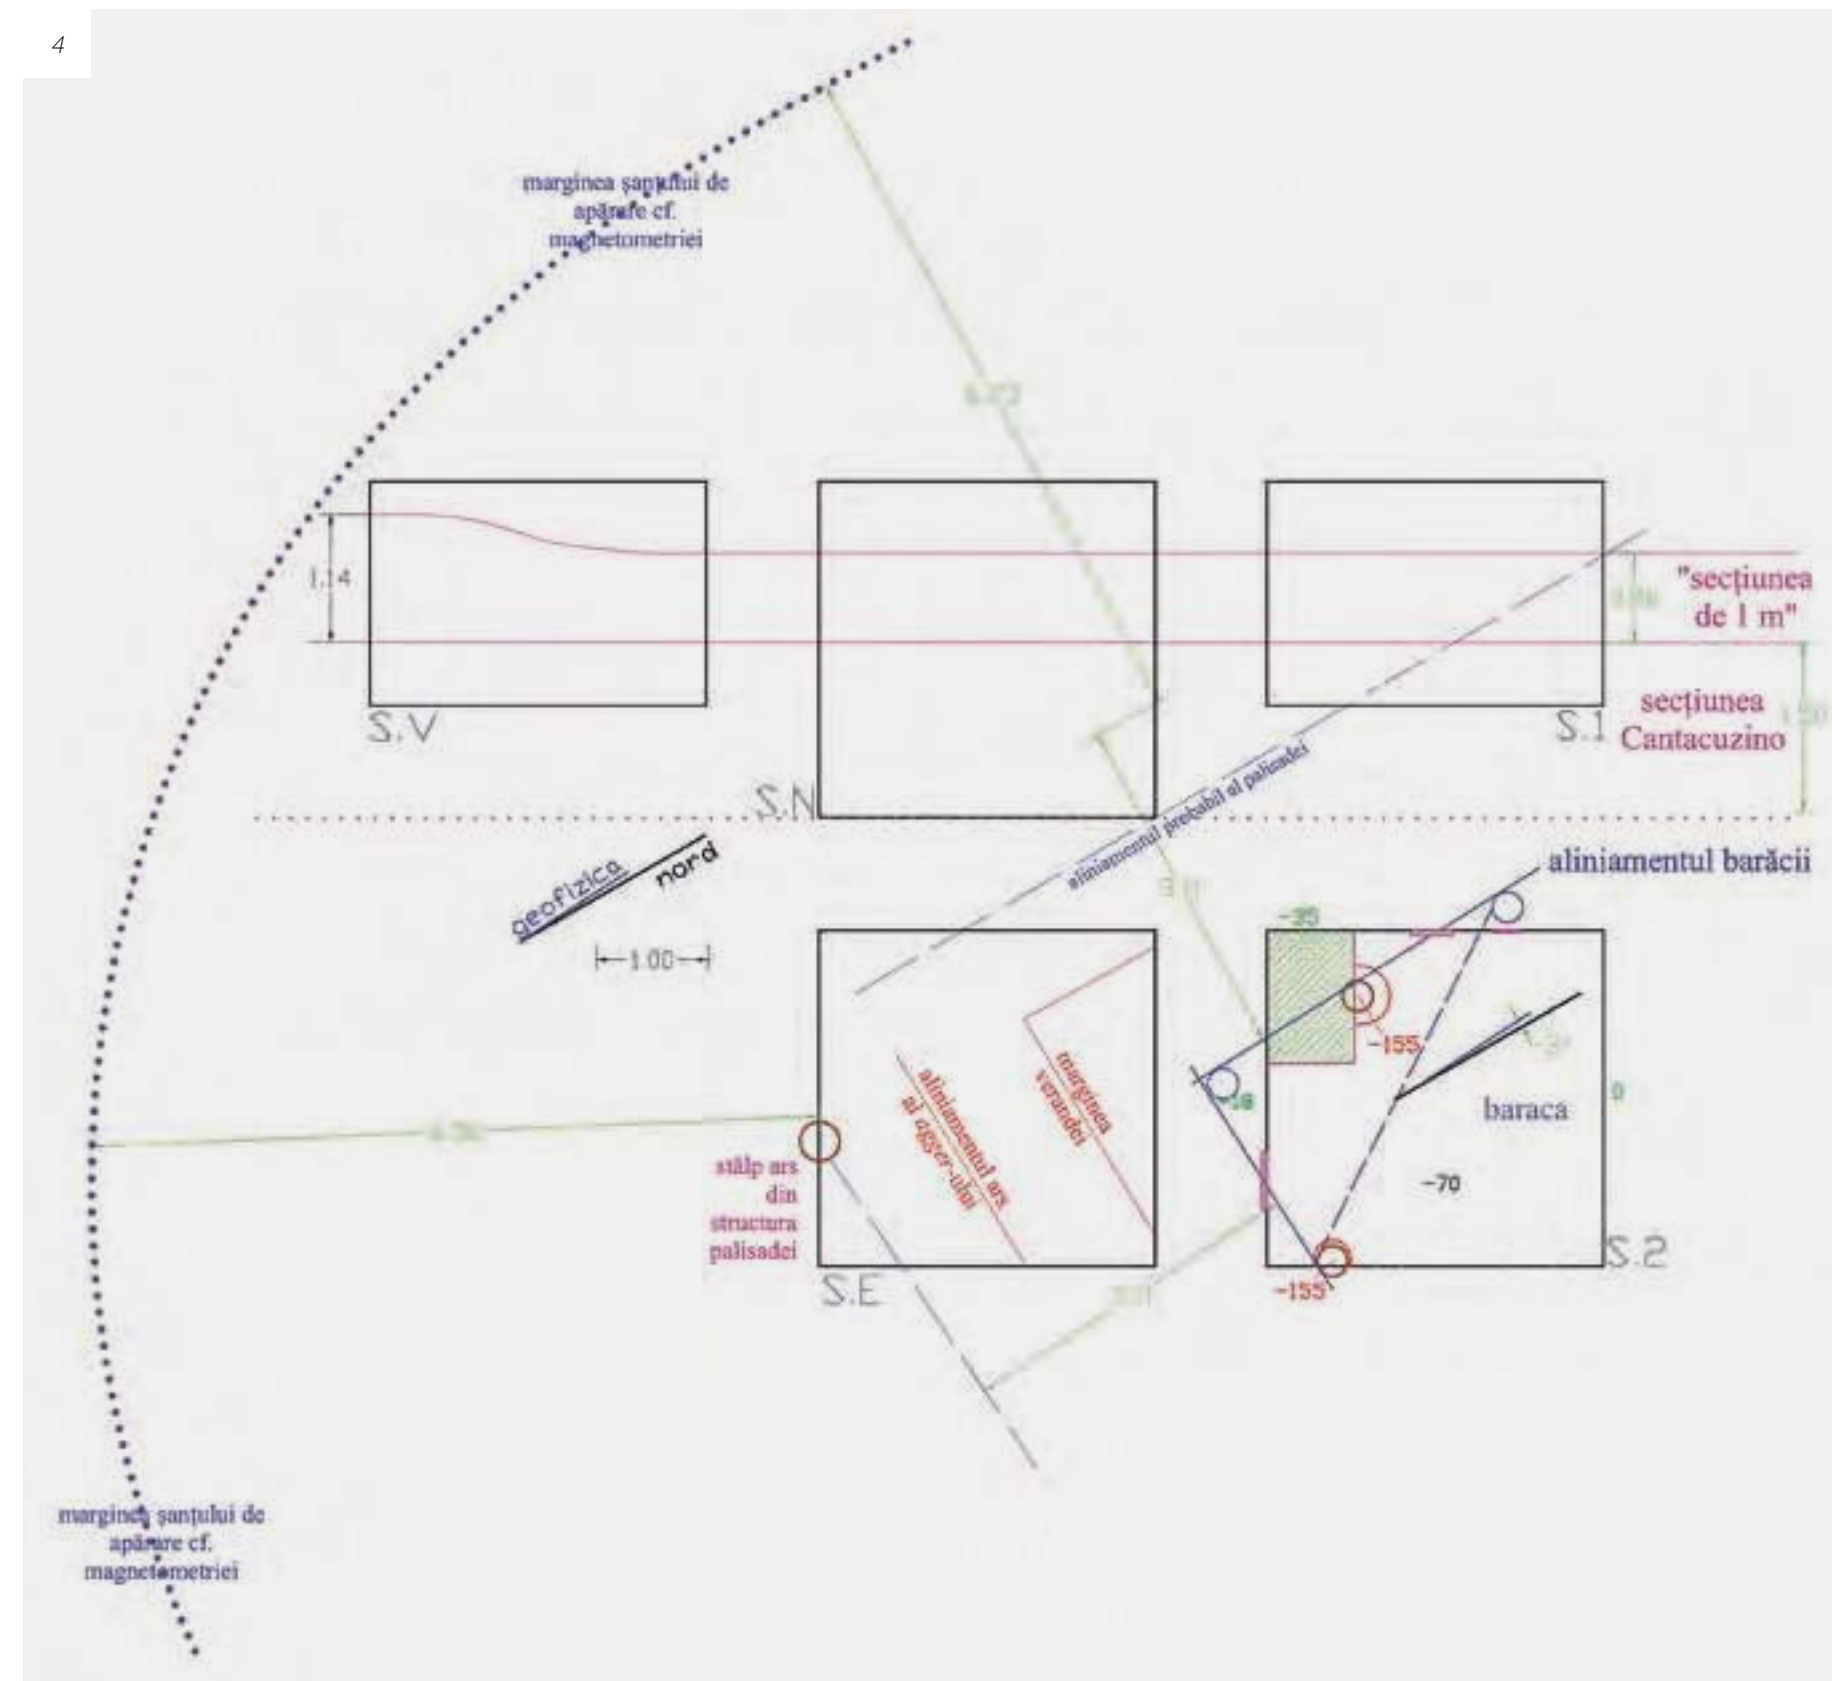 4
marginea șanțului de
apărare cf.
magnetometriei
1.14
"secțiunea
de 1 m"
secțiunea
Cantacuzino
S.V
S.1
S.N
aliniamentul probabil al palisadei
geofizica
nord
1.00
aliniamentul barăcii
-35
-155
baraca
0
-70
aliniamentul ars
al agger-ului
marginea
verandei
stâlp ars
din
structura
palisadei
S.E
S.2
-155
marginea șanțului de
apărare cf.
magnetometriei